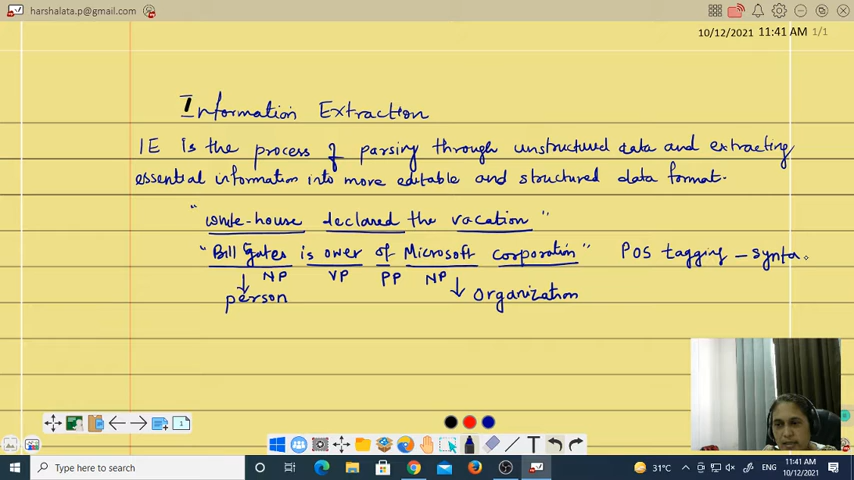 harshalata.p@gmail.com
10/12/2021 11:41 AM 1/1
Information Extraction
IE is the process of parsing through unstructured data and extracting
essential information into more editable and structured data format.
"White-house declared the vacation"
"Bill Gates is ower of Microsoft corporation" POS tagging - synta
NP VP PP NP
person Organization
1
T
Type here to search
31°C ENG 11:41 AM
10/12/2021